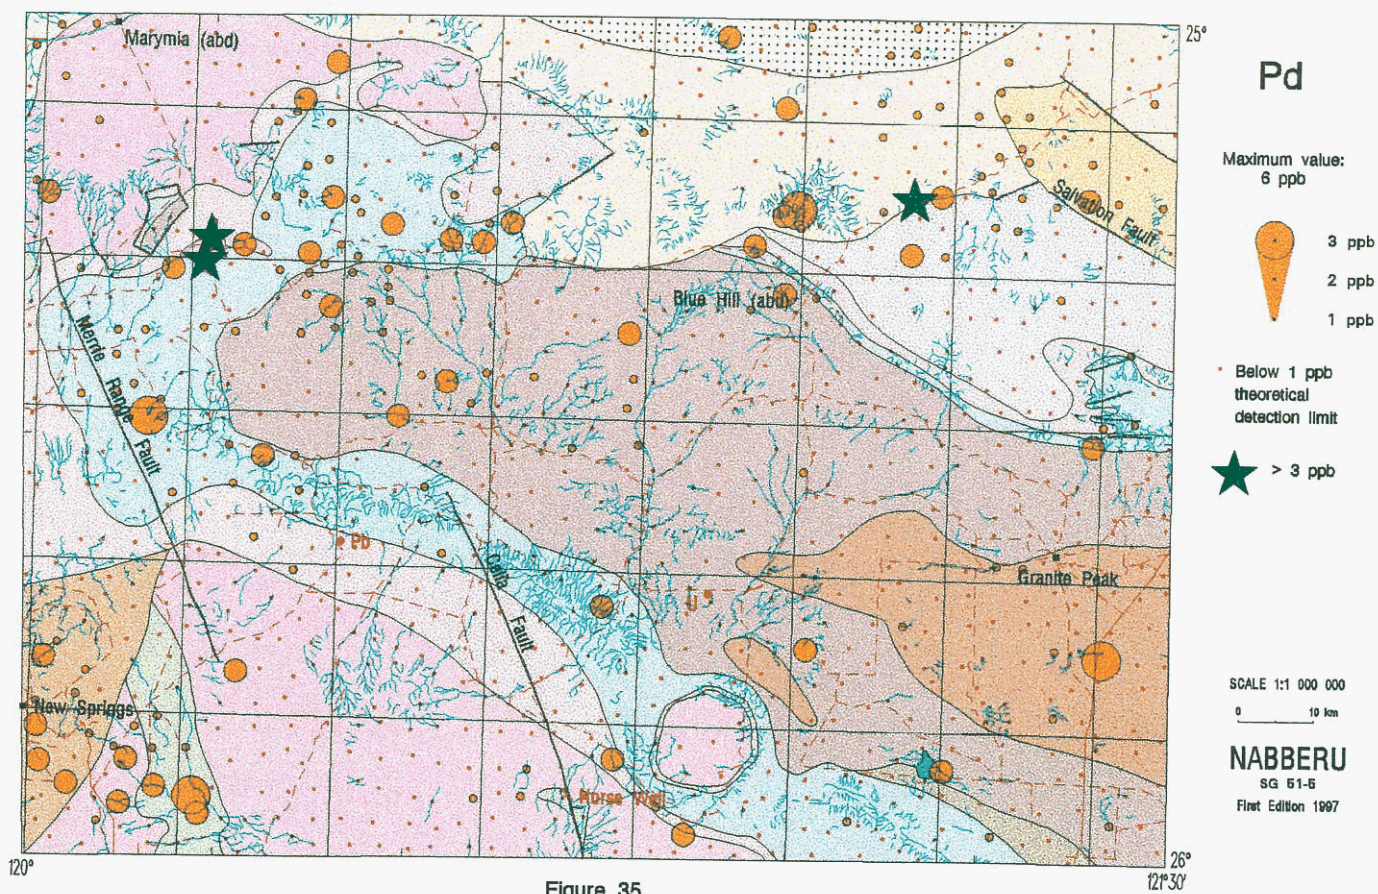 Marymia (abd)
25°
Pd
Maximum value:
6 ppb
3 ppb
2 ppb
1 ppb
Below 1 ppb
theoretical
detection limit
> 3 ppb
Salvation Fault
Blue Hill (abd)
Merrie Range Fault
Pb
Celia Fault
U
Granite Peak
New Springs
Horse Well
SCALE 1:1 000 000
0 10 km
NABBERU
SG 51-5
First Edition 1997
120°
26°
121°30'
Figure 35